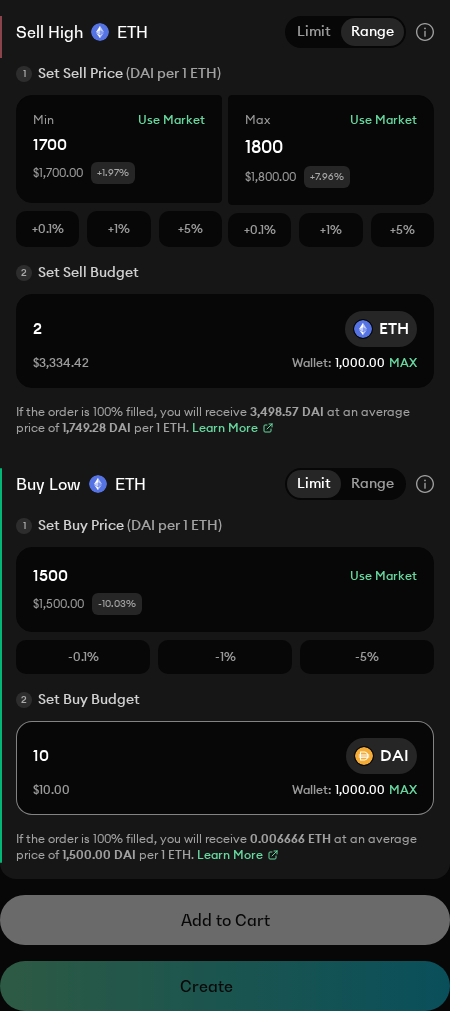 Sell High ETH Limit Range
1 Set Sell Price (DAI per 1 ETH)
Min Use Market
1700
$1,700.00 +1.97%
Max Use Market
1800
$1,800.00 +7.96%
+0.1% +1% +5% +0.1% +1% +5%
2 Set Sell Budget
2 ETH
$3,334.42 Wallet: 1,000.00 MAX
If the order is 100% filled, you will receive 3,498.57 DAI at an average
price of 1,749.28 DAI per 1 ETH. Learn More
Buy Low ETH Limit Range
1 Set Buy Price (DAI per 1 ETH)
1500 Use Market
$1,500.00 -10.03%
-0.1% -1% -5%
2 Set Buy Budget
10 DAI
$10.00 Wallet: 1,000.00 MAX
If the order is 100% filled, you will receive 0.006666 ETH at an average
price of 1,500.00 DAI per 1 ETH. Learn More
Add to Cart
Create